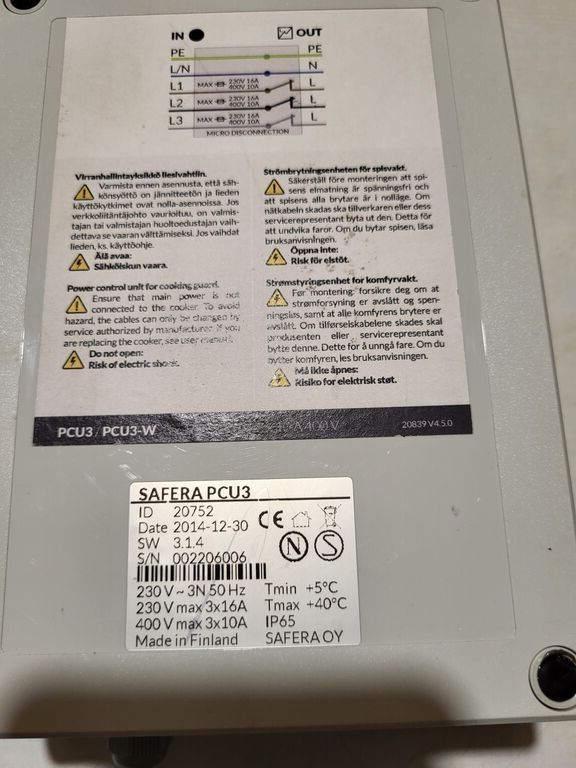 IN OUT
PE PE
L/N N
L1 MAX 230V 16A 400V 10A L
L2 MAX 230V 16A 400V 10A L
L3 MAX 230V 16A 400V 10A L
MICRO DISCONNECTION
Virranhallintayksikkö liesivahtiin.
Varmista ennen asennusta, että säh-
könsyöttö on jännitteetön ja lieden
käyttökytkimet ovat nolla-asennoissa. Jos
verkkoliitäntäjohto vaurioituu, on valmis-
tajan tai valmistajan huoltoedustajan vaih-
dettava se vaaran välttämiseksi. Jos vaihdat
lieden, ks. käyttöohje.
Älä avaa:
Sähköiskun vaara.
Power control unit for cooking guard.
Ensure that main power is not
connected to the cooker. To avoid
hazard, the cables can only be changed by
service authorized by manufacturer. If you
are replacing the cooker, see user manual.
Do not open:
Risk of electric shock.
Strömbrytningsenheten för spisvakt.
Säkerställ före monteringen att spi-
sens elmatning är spänningsfri och
att spisens alla brytare är i nolläge. Om
nätkabeln skadas ska tillverkaren eller dess
servicerepresentant byta ut den. Detta för
att undvika faror. Om du bytar spisen, läsa
bruksanvisningen.
Öppna inte:
Risk för elstöt.
Strømstyringsenhet for komfyrvakt.
Før montering: forsikre deg om at
strømforsyning er avslått og spen-
ningsløs, samt at alle komforens brytere er
avslått. Om tilførselskabelene skades skal
produsenten eller servicerepresentant
bytte denne. Dette for å unngå fare. Om du
bytter komfyren, les bruksanvisningen.
Må ikke åpnes:
Risiko for elektrisk støt.
PCU3 / PCU3-W 400 V 20839 V4.5.0
SAFERA PCU3
ID 20752
Date 2014-12-30
SW 3.1.4
S/N 002206006
CE
N S
230 V ~ 3N 50 Hz Tmin +5°C
230 V max 3x16A Tmax +40°C
400 V max 3x10A IP65
Made in Finland SAFERA OY